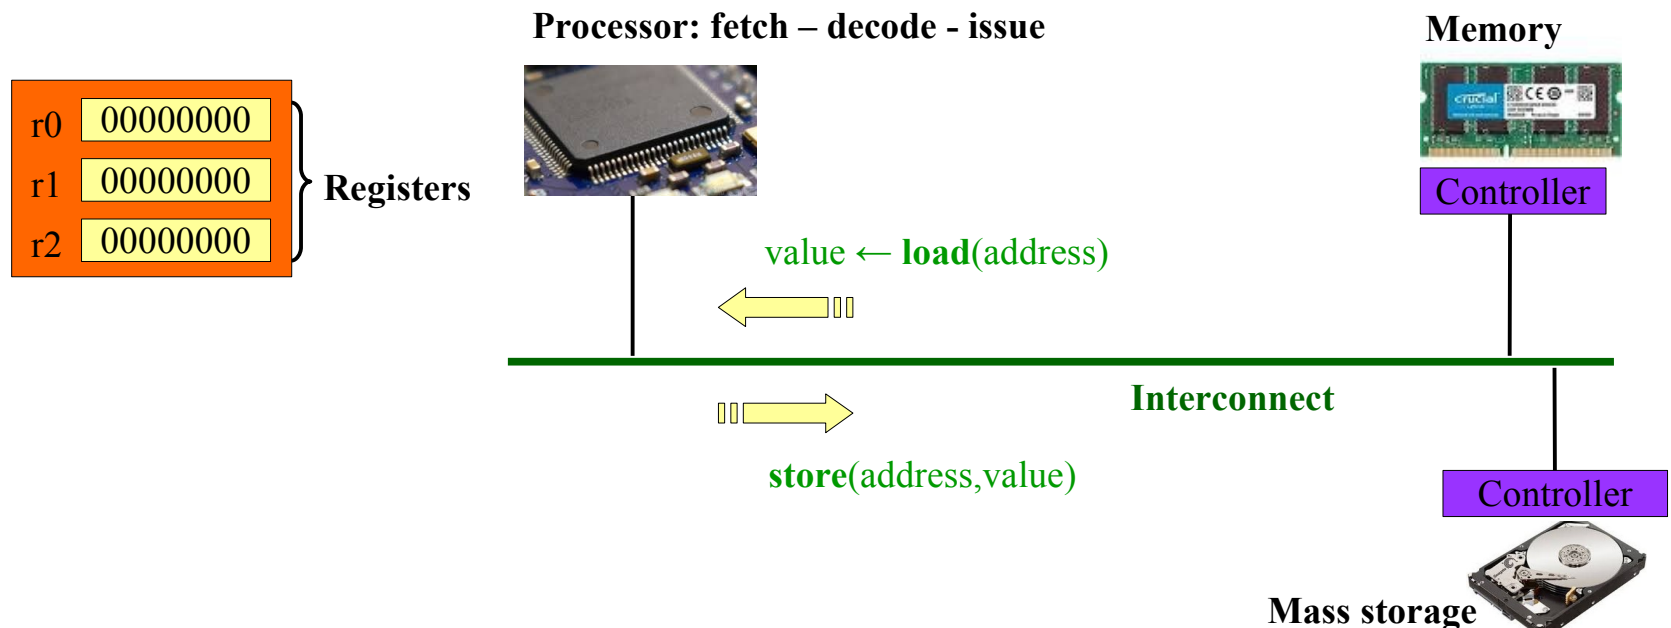 Processor: fetch – decode - issue
Memory
crucial
r0 00000000
r1 00000000
r2 00000000
Registers
Controller
value ← load(address)
Interconnect
store(address,value)
Controller
Mass storage